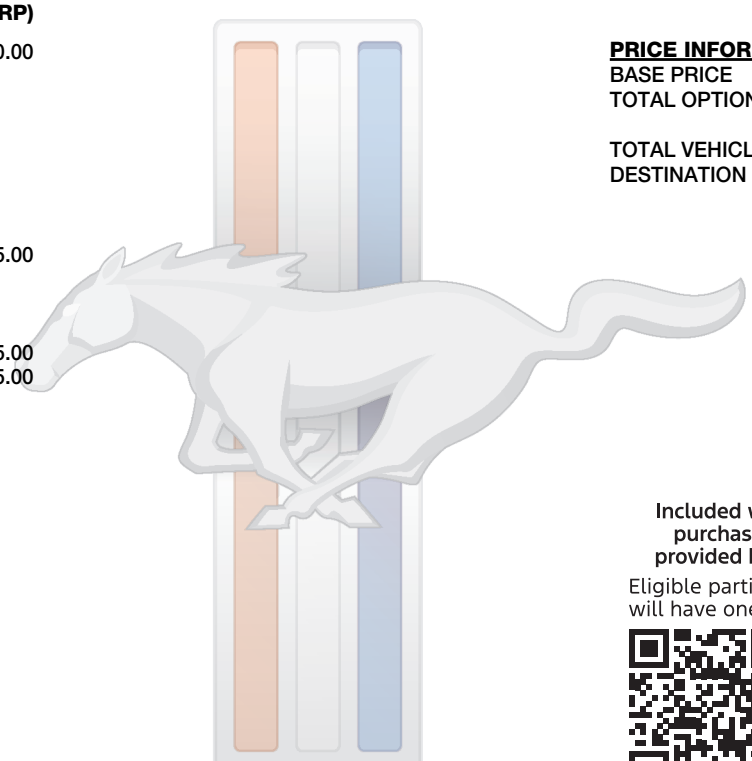 RP)
0.00
5.00
5.00
5.00
PRICE INFOR
BASE PRICE
TOTAL OPTION
TOTAL VEHICL
DESTINATION
Included w
purchas
provided b
Eligible parti
will have one